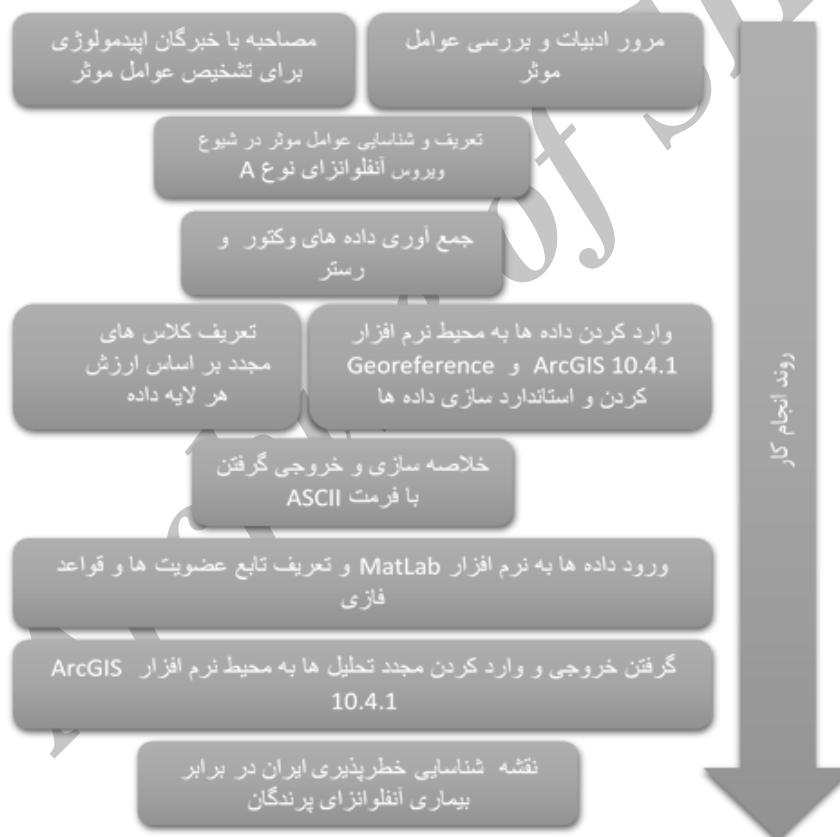 مرور ادبیات و بررسی عوامل
موثر
مصاحبه با خبرگان اپیدمولوژی
برای تشخیص عوامل موثر
تعریف و شناسایی عوامل موثر در شیوع
ویروس آنفلوانزای نوع A
جمع آوری داده های وکتور و
رستر
وارد کردن داده ها به محیط نرم افزار
ArcGIS 10.4.1 و Georeference
کردن و استاندارد سازی داده ها
تعریف کلاس های
مجدد بر اساس ارزش
هر لایه داده
خلاصه سازی و خروجی گرفتن
با فرمت ASCII
ورود داده ها به نرم افزار MatLab و تعریف تابع عضویت ها و قواعد
فازی
گرفتن خروجی و وارد کردن مجدد تحلیل ها به محیط نرم افزار ArcGIS
10.4.1
نقشه شناسایی خطرپذیری ایران در برابر
بیماری آنفلوانزای پرندگان
روند انجام کار
of